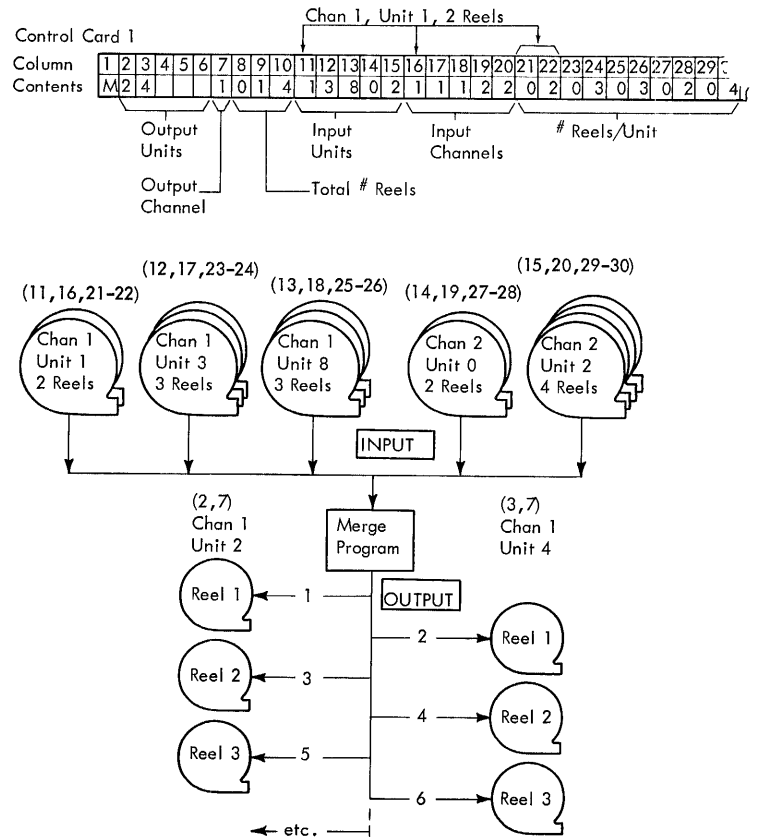 Chan 1, Unit 1, 2 Reels
Control Card 1
Column 1 2 3 4 5 6 7 8 9 10 11 12 13 14 15 16 17 18 19 20 21 22 23 24 25 26 27 28 29
Contents M 2 4 1 0 1 4 1 3 8 0 2 1 1 1 2 2 0 2 0 3 0 3 0 2 0 4
Output Units
Input Units
Input Channels
# Reels/Unit
Output Channel
Total # Reels
(11,16,21-22)
(12,17,23-24)
(13,18,25-26)
(14,19,27-28)
(15,20,29-30)
Chan 1
Unit 1
2 Reels
Chan 1
Unit 3
3 Reels
Chan 1
Unit 8
3 Reels
Chan 2
Unit 0
2 Reels
Chan 2
Unit 2
4 Reels
INPUT
(2,7)
Chan 1
Unit 2
Merge
Program
(3,7)
Chan 1
Unit 4
OUTPUT
Reel 1
1
2
Reel 1
Reel 2
3
4
Reel 2
Reel 3
5
6
Reel 3
etc.